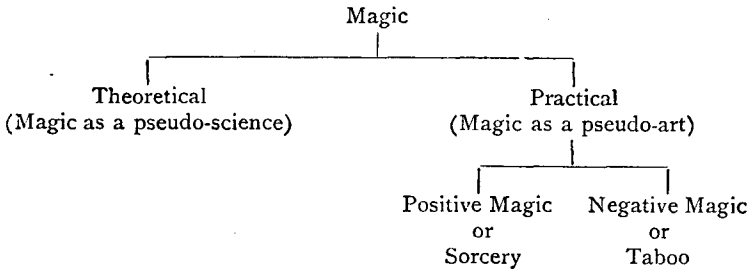 Magic
Theoretical
(Magic as a pseudo-science)
Practical
(Magic as a pseudo-art)
Positive Magic
or
Sorcery
Negative Magic
or
Taboo